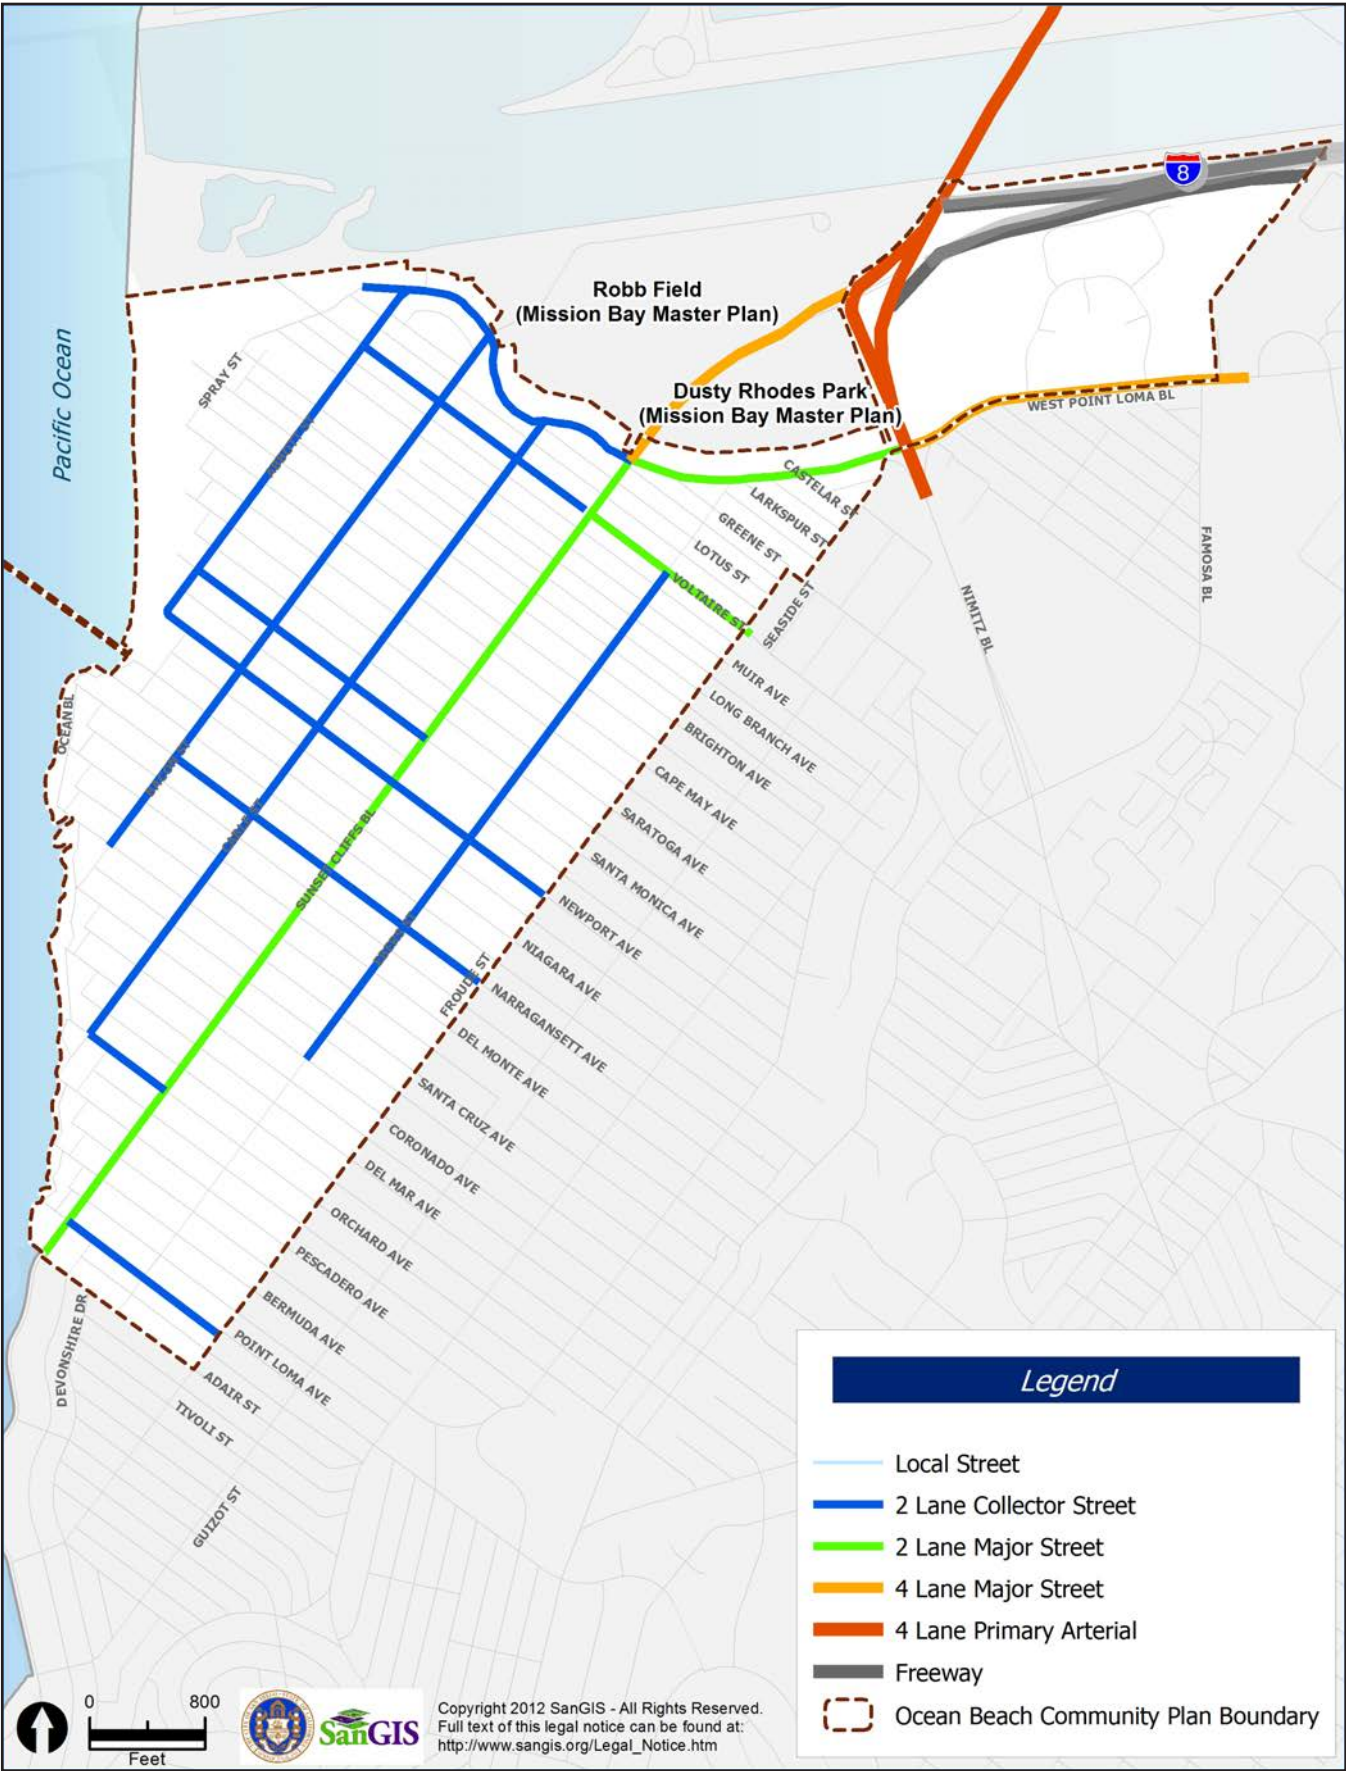 8
Robb Field
(Mission Bay Master Plan)
Pacific Ocean
SPRAY ST
Dusty Rhodes Park
(Mission Bay Master Plan)
WEST POINT LOMA BL
CASTELAR ST
LARKSPUR ST
GREENE ST
LOTUS ST
VOLTAIRE ST
SEASIDE ST
NIMITZ BL
FAMOSA BL
MUIR AVE
LONG BRANCH AVE
BRIGHTON AVE
CAPE MAY AVE
SARATOGA AVE
SANTA MONICA AVE
NEWPORT AVE
NIAGARA AVE
NARRAGANSETT AVE
OCEAN BL
SUNSET CLIFFS BL
FROUDE ST
DEL MONTE AVE
SANTA CRUZ AVE
CORONADO AVE
DEL MAR AVE
ORCHARD AVE
PESCADERO AVE
BERMUDA AVE
POINT LOMA AVE
ADAIR ST
TIVOLI ST
DEVONSHIRE DR
GUIZOT ST
Legend
Local Street
2 Lane Collector Street
2 Lane Major Street
4 Lane Major Street
4 Lane Primary Arterial
Freeway
Ocean Beach Community Plan Boundary
0 800
Feet
SanGIS
Copyright 2012 SanGIS - All Rights Reserved.
Full text of this legal notice can be found at:
http://www.sangis.org/Legal_Notice.htm